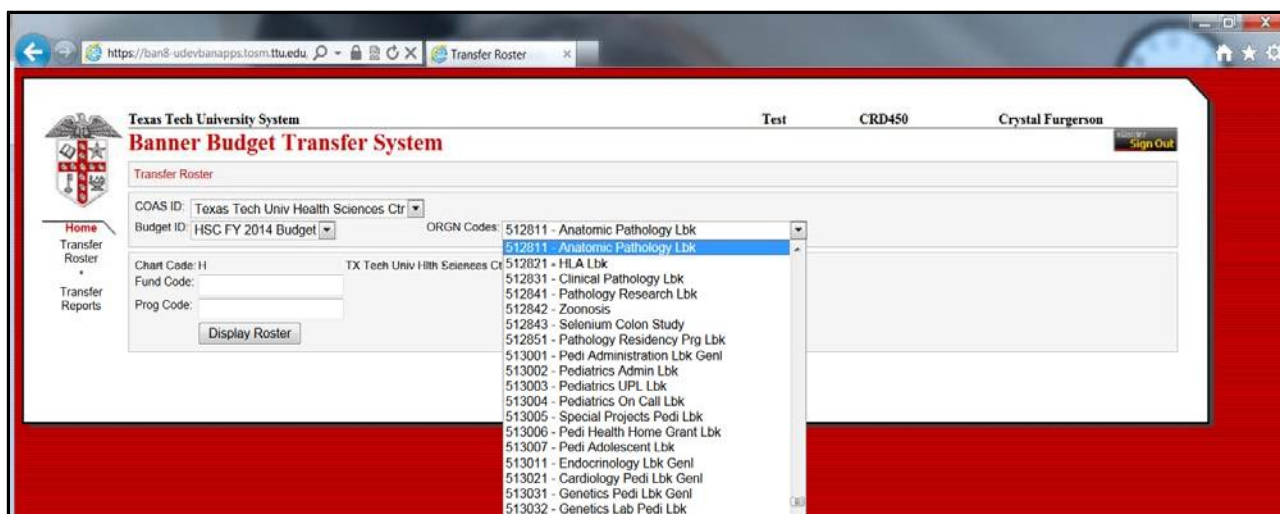 https://ban8-udevbanapps.tosm.ttu.edu
Transfer Roster
Texas Tech University System Test CRD450 Crystal Furgerson
Banner Budget Transfer System
Sign Out
Transfer Roster
COAS ID: Texas Tech Univ Health Sciences Ctr
Budget ID: HSC FY 2014 Budget ORGN Codes: 512811 - Anatomic Pathology Lbk
Home
Transfer
Roster
*
Transfer
Reports
Chart Code: H TX Tech Univ Hlth Sciences Ct
Fund Code:
Prog Code:
Display Roster
512811 - Anatomic Pathology Lbk
512821 - HLA Lbk
512831 - Clinical Pathology Lbk
512841 - Pathology Research Lbk
512842 - Zoonosis
512843 - Selenium Colon Study
512851 - Pathology Residency Prg Lbk
513001 - Pedi Administration Lbk Genl
513002 - Pediatrics Admin Lbk
513003 - Pediatrics UPL Lbk
513004 - Pediatrics On Call Lbk
513005 - Special Projects Pedi Lbk
513006 - Pedi Health Home Grant Lbk
513007 - Pedi Adolescent Lbk
513011 - Endocrinology Lbk Genl
513021 - Cardiology Pedi Lbk Genl
513031 - Genetics Pedi Lbk Genl
513032 - Genetics Lab Pedi Lbk